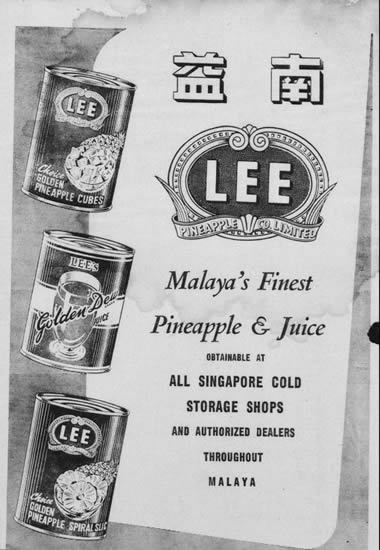 南益
LEE
PINEAPPLE CO. LIMITED
Malaya's Finest
Pineapple & Juice
OBTAINABLE AT
ALL SINGAPORE COLD
STORAGE SHOPS
AND AUTHORIZED DEALERS
THROUGHOUT
MALAYA
LEE
Choice
GOLDEN
PINEAPPLE CUBES
LEE'S
Golden Dew
JUICE
LEE
Choice
GOLDEN
PINEAPPLE SPIRAL SLIC